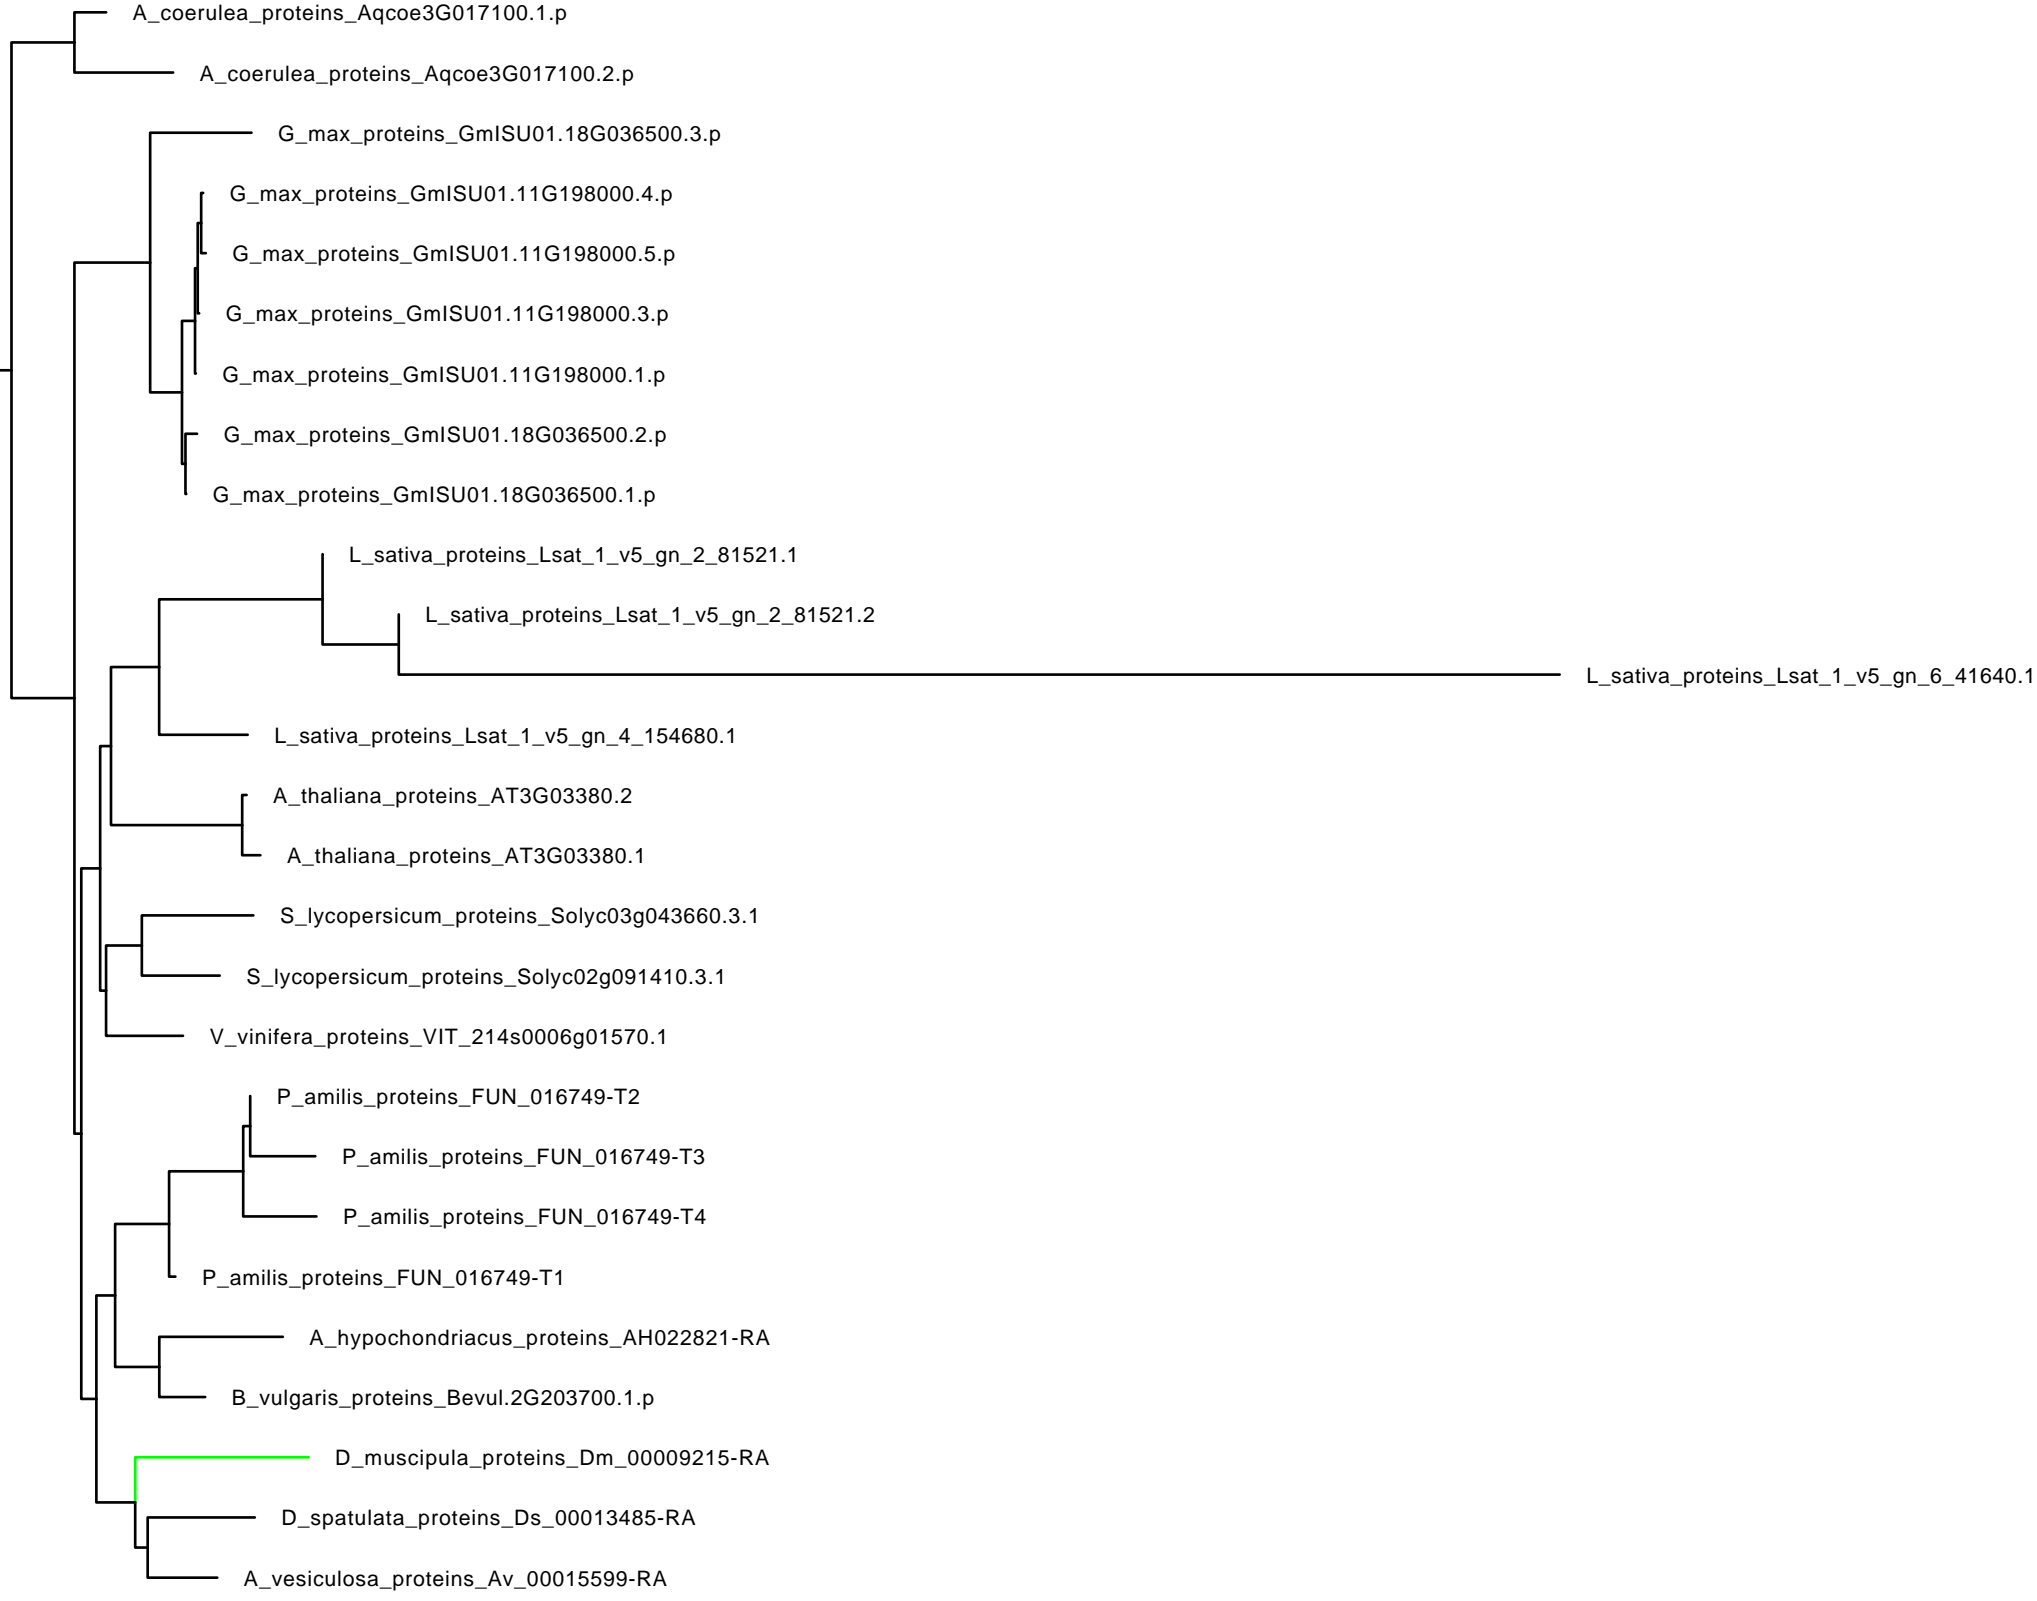 A_coerulea_proteins_Aqcoe3G017100.1.p
A_coerulea_proteins_Aqcoe3G017100.2.p
G_max_proteins_GmISU01.18G036500.3.p
G_max_proteins_GmISU01.11G198000.4.p
G_max_proteins_GmISU01.11G198000.5.p
G_max_proteins_GmISU01.11G198000.3.p
G_max_proteins_GmISU01.11G198000.1.p
G_max_proteins_GmISU01.18G036500.2.p
G_max_proteins_GmISU01.18G036500.1.p
L_sativa_proteins_Lsat_1_v5_gn_2_81521.1
L_sativa_proteins_Lsat_1_v5_gn_2_81521.2
L_sativa_proteins_Lsat_1_v5_gn_6_41640.1
L_sativa_proteins_Lsat_1_v5_gn_4_154680.1
A_thaliana_proteins_AT3G03380.2
A_thaliana_proteins_AT3G03380.1
S_lycopersicum_proteins_Solyc03g043660.3.1
S_lycopersicum_proteins_Solyc02g091410.3.1
V_vinifera_proteins_VIT_214s0006g01570.1
P_amilis_proteins_FUN_016749-T2
P_amilis_proteins_FUN_016749-T3
P_amilis_proteins_FUN_016749-T4
P_amilis_proteins_FUN_016749-T1
A_hypochondriacus_proteins_AH022821-RA
B_vulgaris_proteins_Bevul.2G203700.1.p
D_muscipula_proteins_Dm_00009215-RA
D_spatulata_proteins_Ds_00013485-RA
A_vesiculosa_proteins_Av_00015599-RA